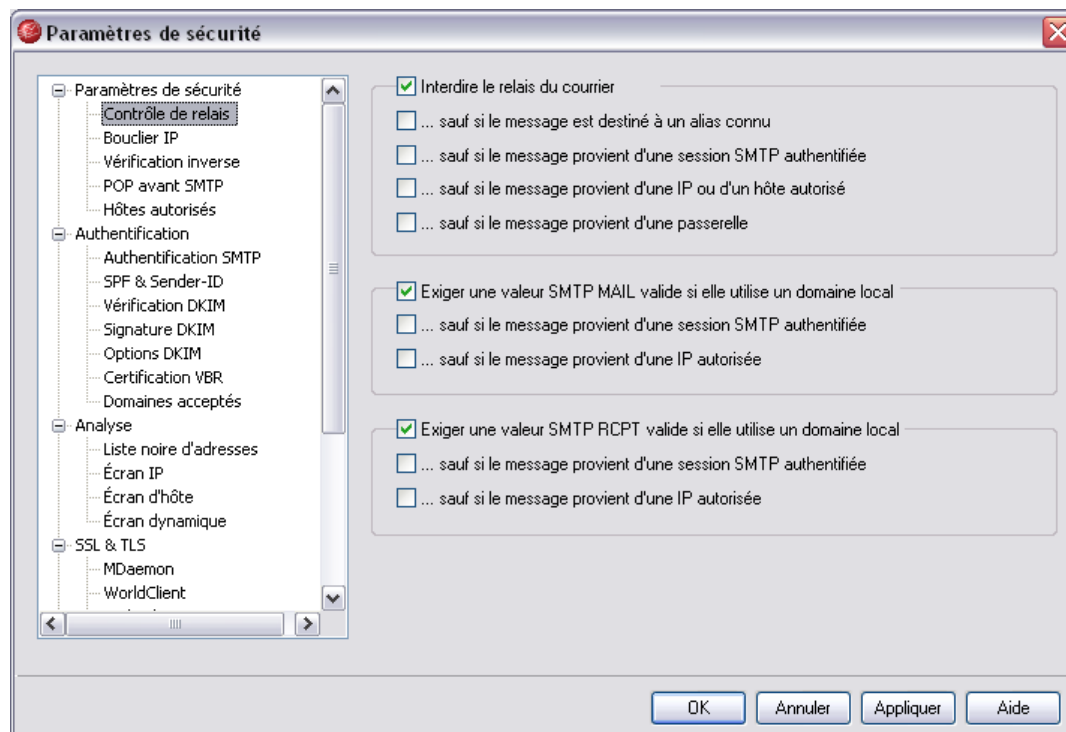 Paramètres de sécurité
Paramètres de sécurité
Contrôle de relais
Bouclier IP
Vérification inverse
POP avant SMTP
Hôtes autorisés
Authentification
Authentification SMTP
SPF & Sender-ID
Vérification DKIM
Signature DKIM
Options DKIM
Certification VBR
Domaines acceptés
Analyse
Liste noire d'adresses
Écran IP
Écran d'hôte
Écran dynamique
SSL & TLS
MDaemon
WorldClient
Interdire le relais du courrier
... sauf si le message est destiné à un alias connu
... sauf si le message provient d'une session SMTP authentifiée
... sauf si le message provient d'une IP ou d'un hôte autorisé
... sauf si le message provient d'une passerelle
Exiger une valeur SMTP MAIL valide si elle utilise un domaine local
... sauf si le message provient d'une session SMTP authentifiée
... sauf si le message provient d'une IP autorisée
Exiger une valeur SMTP RCPT valide si elle utilise un domaine local
... sauf si le message provient d'une session SMTP authentifiée
... sauf si le message provient d'une IP autorisée
OK
Annuler
Appliquer
Aide